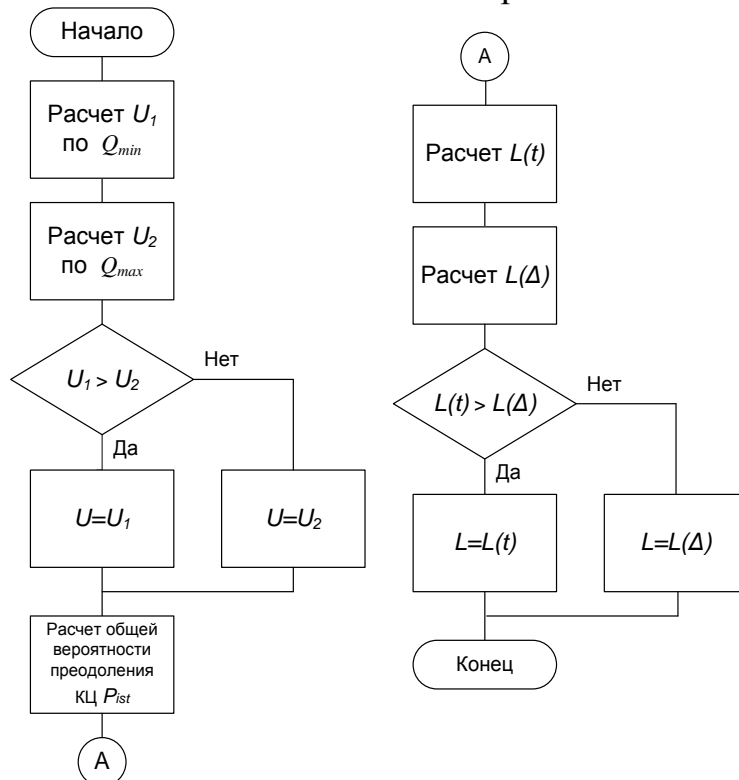 Начало
Расчет U₁
по Qmin
Расчет U₂
по Qmax
U₁ > U₂
Нет
Да
U=U₁
U=U₂
Расчет общей
вероятности
преодоления
КЦ Pist
А
А
Расчет L(t)
Расчет L(Δ)
L(t) > L(Δ)
Нет
Да
L=L(t)
L=L(Δ)
Конец